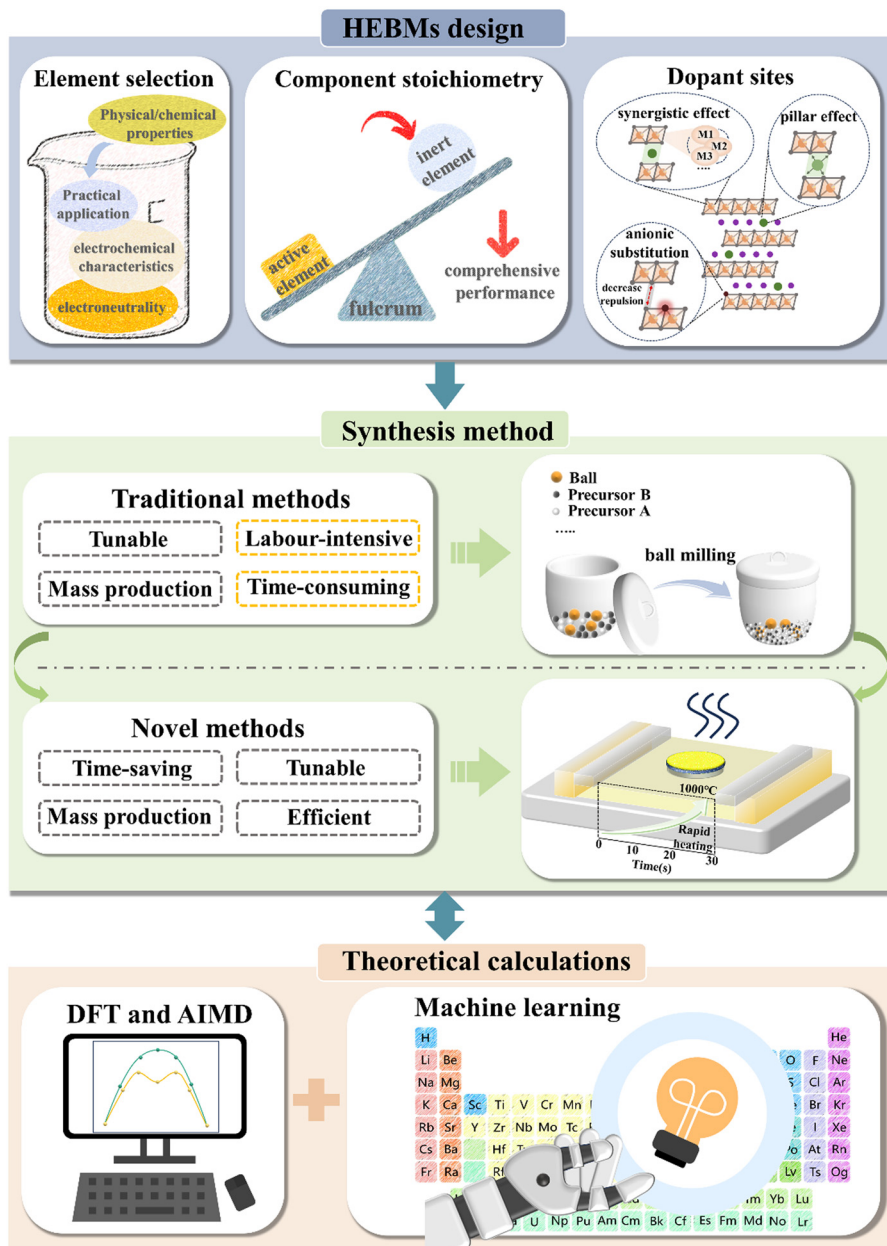 HEBMs design
Element selection
Physical/chemical
properties
Practical
application
electrochemical
characteristics
electroneutrality
Component stoichiometry
inert
element
active
element
fulcrum
comprehensive
performance
Dopant sites
synergistic effect
M1
M2
M3
....
pillar effect
anionic
substitution
decrease
repulsion
Synthesis method
Traditional methods
Tunable
Labour-intensive
Mass production
Time-consuming
Ball
Precursor B
Precursor A
.....
ball milling
Novel methods
Time-saving
Tunable
Mass production
Efficient
1000°C
Rapid
heating
0
10
20
30
Time(s)
Theoretical calculations
DFT and AIMD
Machine learning
H He
Li Be O F Ne
Na Mg S Cl Ar
K Ca Sc Ti V Cr Mn Br Kr
Rb Sr Y Zr Nb Mo Tc I Xe
Cs Ba Hf Po At Rn
Fr Ra Rf Lv Ts Og
Yb Lu
U Np Pu Am Cm Bk Cf Es Fm Md No Lr